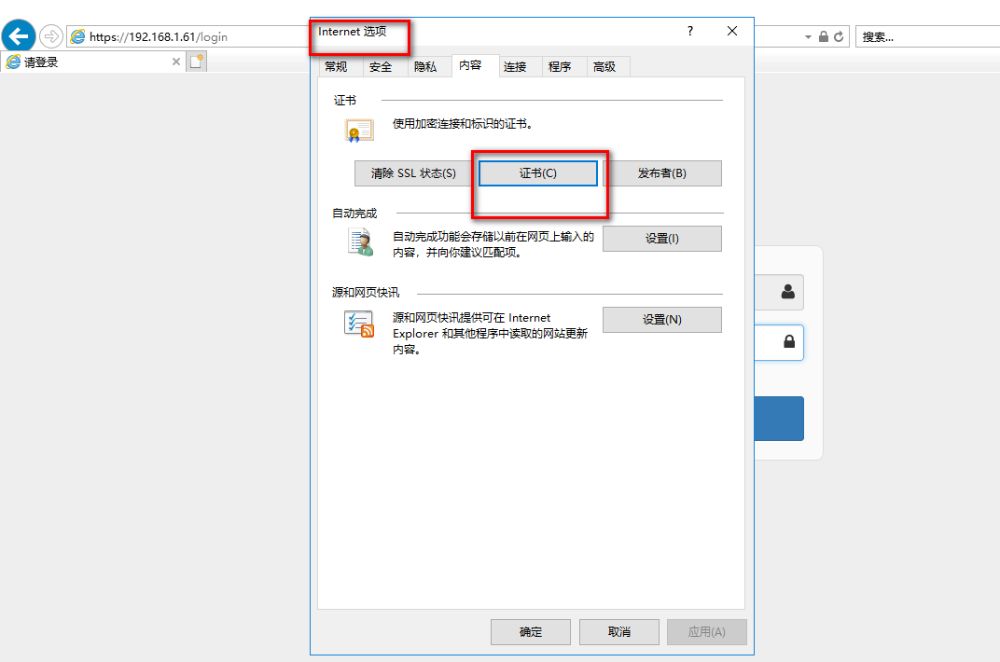 https://192.168.1.61/login
搜索...
请登录
Internet 选项
?
常规 安全 隐私 内容 连接 程序 高级
证书
使用加密连接和标识的证书。
清除 SSL 状态(S) 证书(C) 发布者(B)
自动完成
自动完成功能会存储以前在网页上输入的
内容，并向你建议匹配项。
设置(I)
源和网页快讯
源和网页快讯提供可在 Internet
Explorer 和其他程序中读取的网站更新
内容。
设置(N)
确定 取消 应用(A)